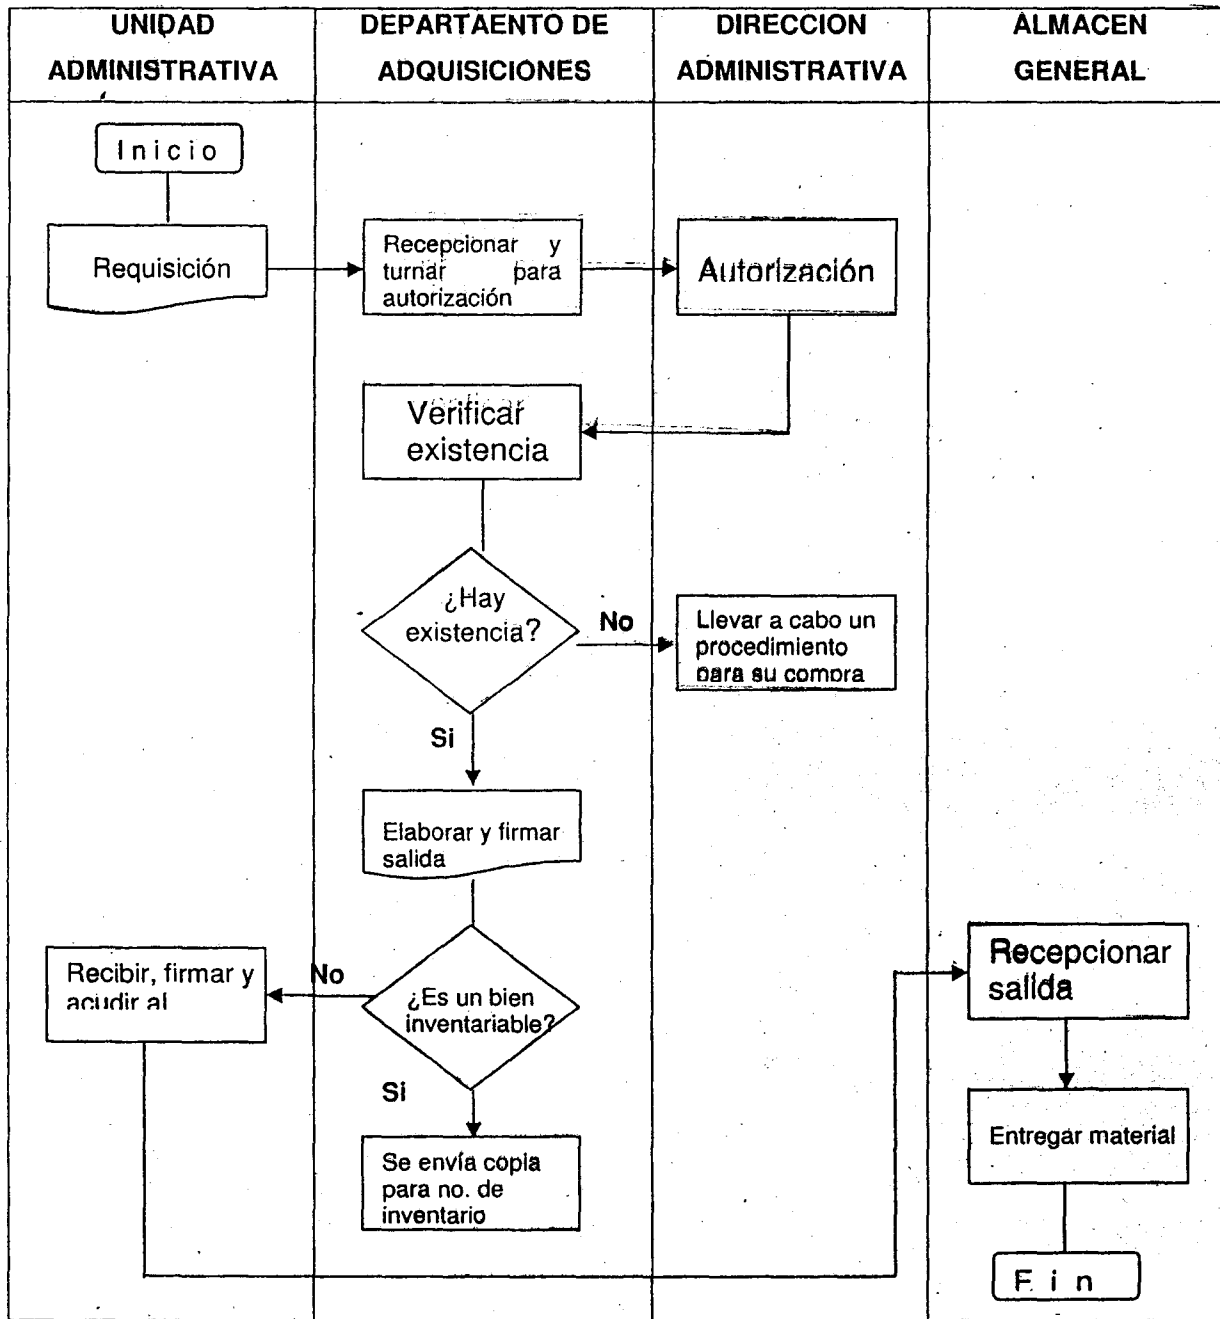 UNIDAD
ADMINISTRATIVA
DEPARTAENTO DE
ADQUISICIONES
DIRECCION
ADMINISTRATIVA
ALMACEN
GENERAL
Inicio
Requisición
Recepcionar y
turnar para
autorización
Autorización
Verificar
existencia
¿Hay
existencia?
No
Llevar a cabo un
procedimiento
para su compra
Si
Elaborar y firmar
salida
Recibir, firmar y
acudir al
No
¿Es un bien
inventariable?
Recepcionar
salida
Si
Entregar material
Se envía copia
para no. de
inventario
Fin